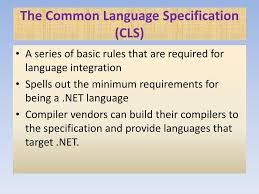 The Common Language Specification
(CLS)
• A series of basic rules that are required for
language integration
• Spells out the minimum requirements for
being a .NET language
• Compiler vendors can build their compilers to
the specification and provide languages that
target .NET.